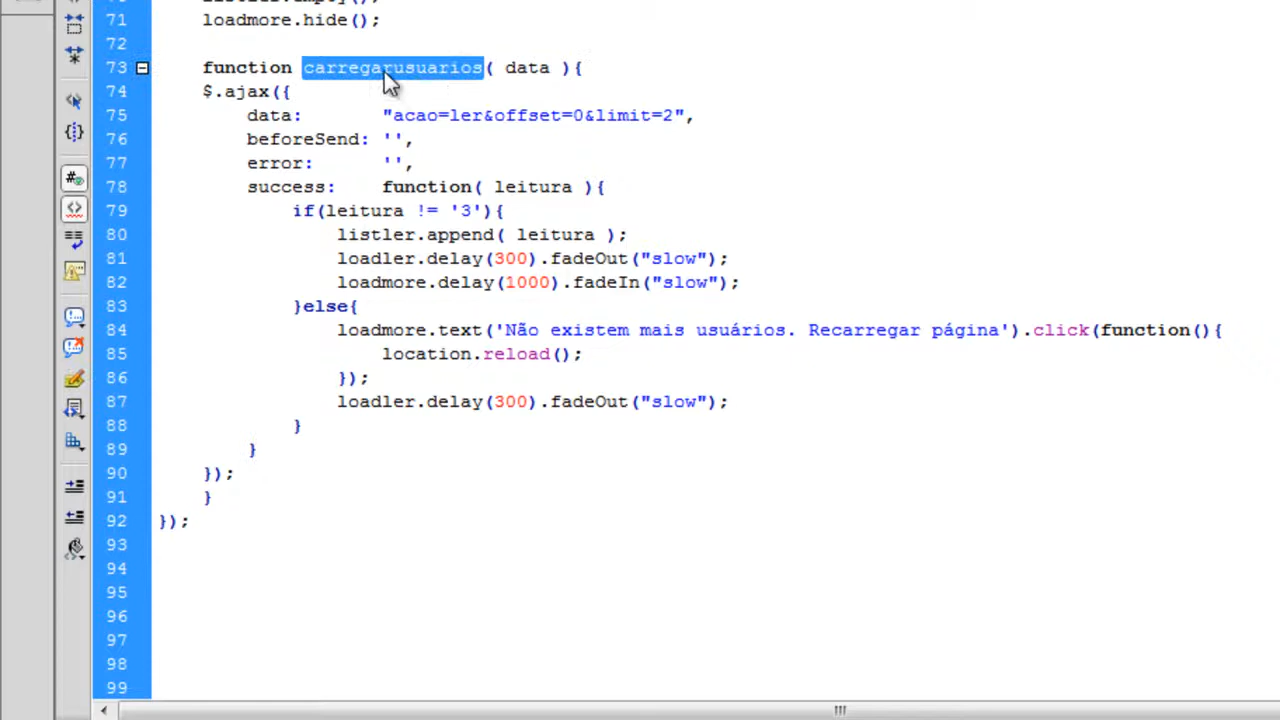 71 loadmore.hide();
72
73 function carregarusuarios( data ){
74 $.ajax({
75 data: "acao=ler&offset=0&limit=2",
76 beforeSend: '',
77 error: '',
78 success: function( leitura ){
79 if(leitura != '3'){
80 listler.append( leitura );
81 loadler.delay(300).fadeOut("slow");
82 loadmore.delay(1000).fadeIn("slow");
83 }else{
84 loadmore.text('Não existem mais usuários. Recarregar página').click(function(){
85 location.reload();
86 });
87 loadler.delay(300).fadeOut("slow");
88 }
89 }
90 });
91 }
92 });
93
94
95
96
97
98
99